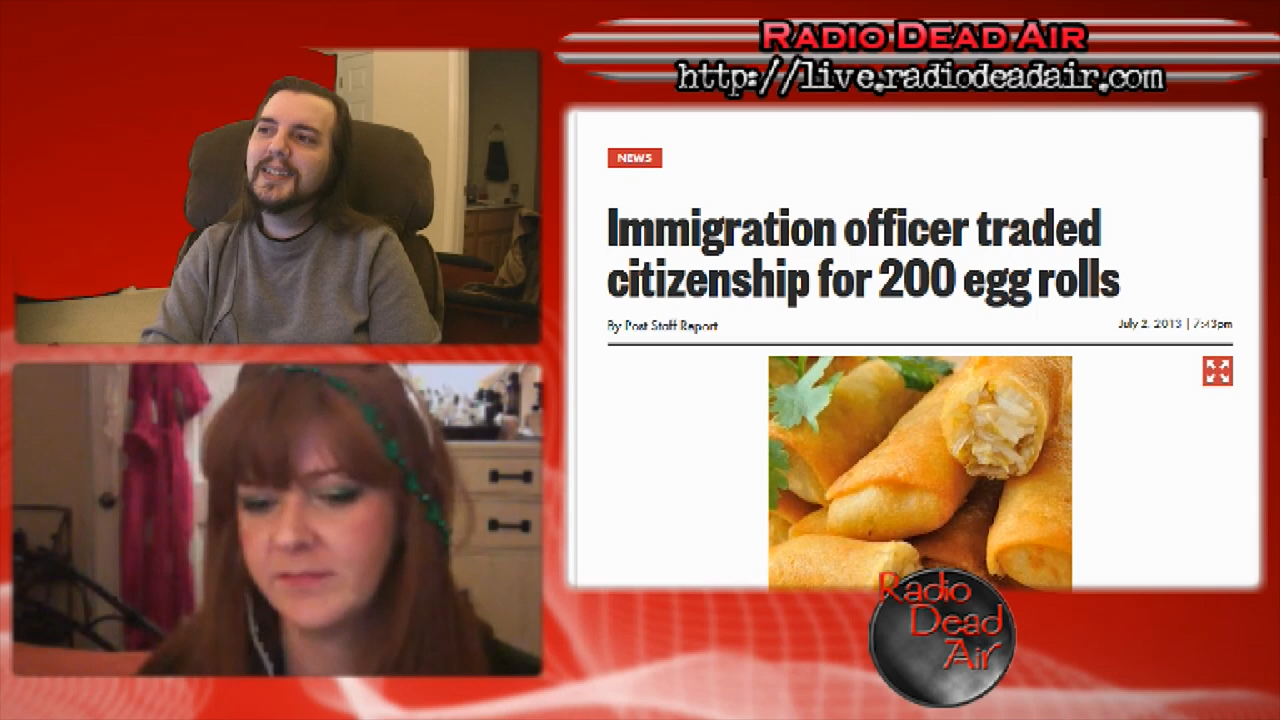 RADIO DEAD AIR
http://live.radiodeadair.com
NEWS
Immigration officer traded
citizenship for 200 egg rolls
By Post Staff Report
July 2, 2013 | 7:43pm
Radio
Dead
Air